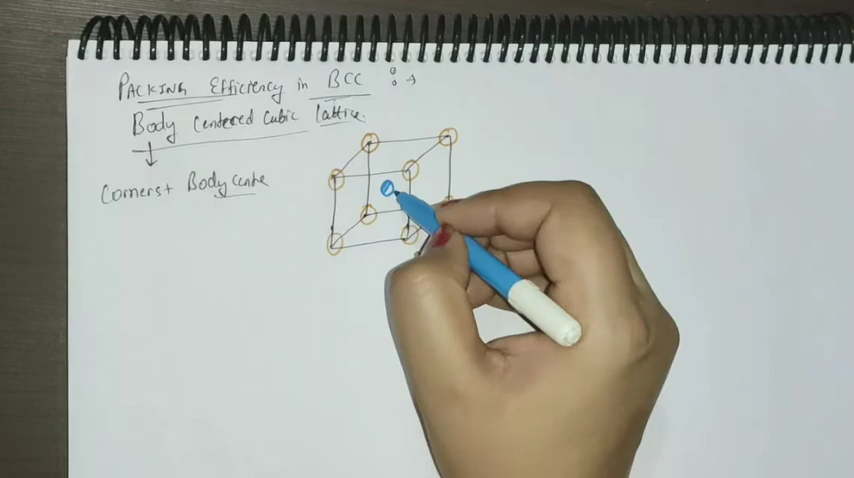 PACKING Efficiency in BCC :→
Body Centered Cubic lattice.
Corners + Body centre